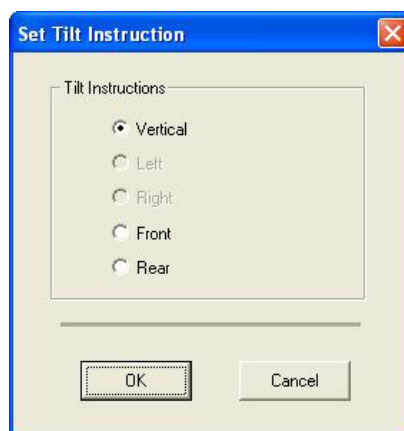 Set Tilt Instruction
Tilt Instructions
Vertical
Left
Right
Front
Rear
OK
Cancel